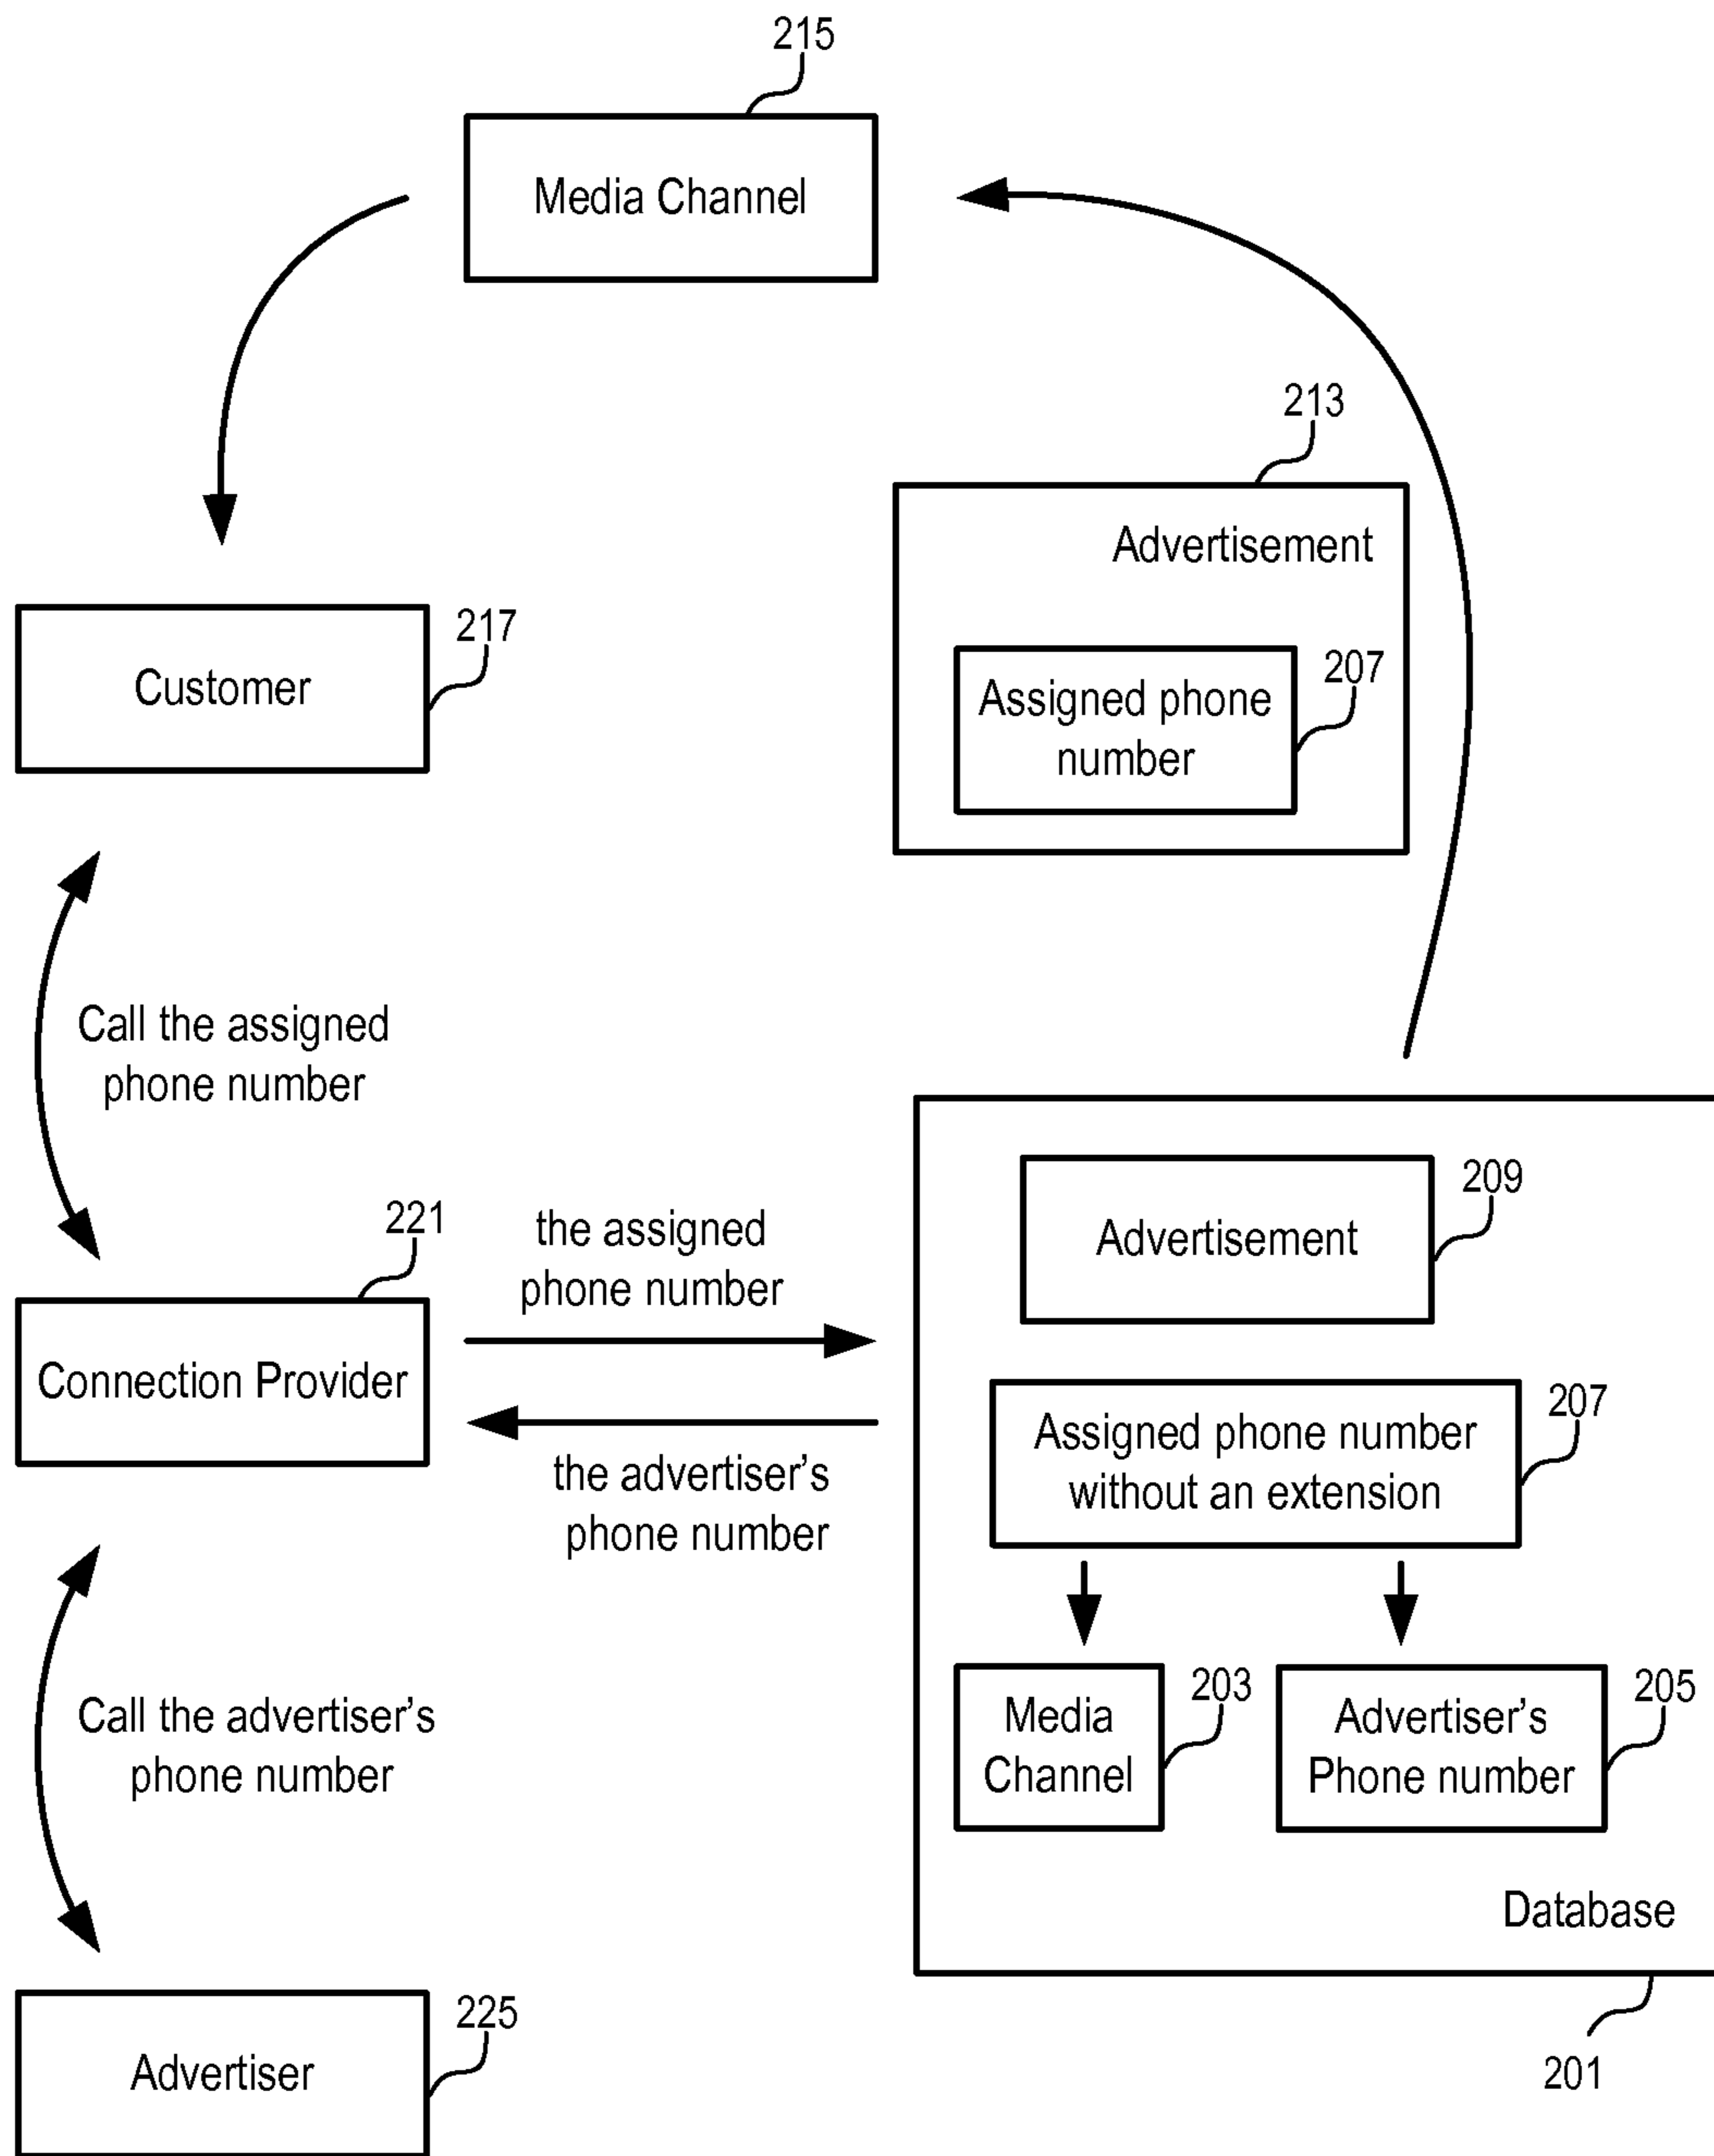 215
Media Channel
213
Advertisement
217
Customer
207
Assigned phone
number
Call the assigned
phone number
221
the assigned
phone number
209
Advertisement
Connection Provider
207
Assigned phone number
without an extension
the advertiser’s
phone number
203
Media
Channel
205
Advertiser’s
Phone number
Call the advertiser’s
phone number
Database
225
Advertiser
201